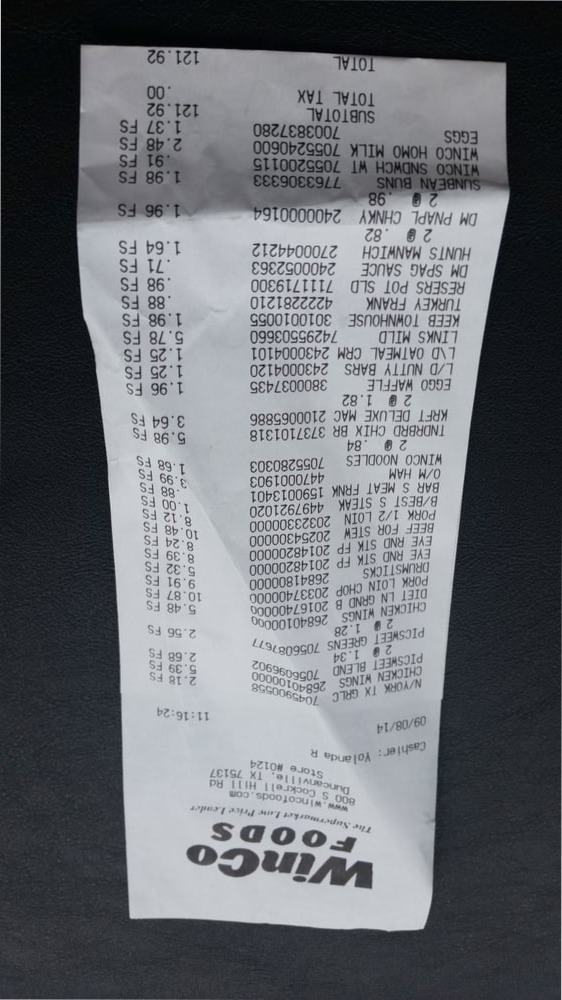 WinCo
FOODS
The Supermarket Low Price Leader
www.wincofoods.com
800 S Cockrell Hill Rd
Duncanville, TX 75137
Store #0124
Cashier: Yolanda R
09/08/14 11:16:24
N/YORK TX GRLC 7045900558 2.18 FS
CHICKEN WINGS 26840100000 5.39 FS
PICSWEET BLEND 7056096902 2.68 FS
2 @ 1.34
PICSWEET GREENS 7056087677 2.56 FS
2 @ 1.28
CHICKEN WINGS 26840100000 5.48 FS
DIET LN GRND B 20167400000 10.87 FS
PORK LOIN CHOP 20337400000 9.91 FS
DRUMSTICKS 26841800000 5.32 FS
EYE RND STK FP 20148200000 8.39 FS
EYE RND STK FP 20148200000 8.24 FS
BEEF FOR STEW 20254300000 10.48 FS
PORK 1/2 LOIN 20323300000 8.12 FS
B/BEST S STEAK 4497921020 1.00 FS
BAR S MEAT FRNK 1590013401 .88 FS
O/M HAM 4470001903 3.99 FS
WINCO NOODLES 7055280303 1.68 FS
2 @ .84
TNDRBRD CHIX BR 3737101318 5.98 FS
KRFT DELUXE MAC 2100065886 3.64 FS
2 @ 1.82
EGGO WAFFLE 3800037435 1.96 FS
L/D NUTTY BARS 2430004120 1.25 FS
L/D OATMEAL CRM 2430004101 1.25 FS
LINKS MILD 74295503660 5.78 FS
KEEB TOWNHOUSE 3010010055 1.98 FS
TURKEY FRANK 4222281210 .88 FS
RESERS POT SLD 7111719300 .98 FS
DM SPAG SAUCE 2400052363 .71 FS
HUNTS MANWICH 2700044212 1.64 FS
2 @ .82
DM PNAPL CHNKY 2400000164 1.96 FS
2 @ .98
SUNBEAN BUNS 7763306333 1.98 FS
WINCO SNDWCH WT 7055200115 .91 FS
WINCO HOMO MILK 7055240600 2.48 FS
EGGS 7003837280 1.37 FS
SUBTOTAL 121.92
TOTAL TAX .00
TOTAL 121.92